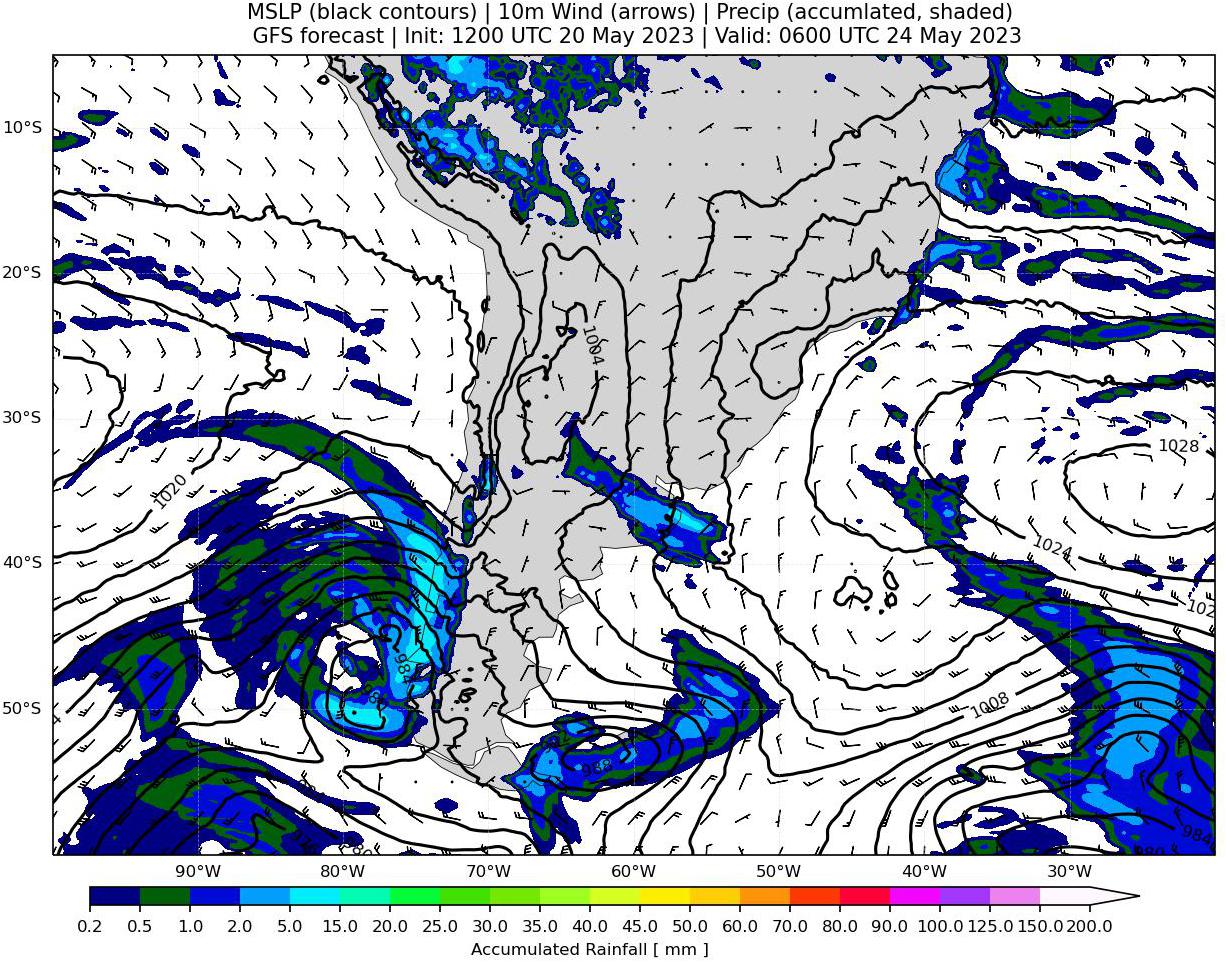 MSLP (black contours) | 10m Wind (arrows) | Precip (accumlated, shaded)
GFS forecast | Init: 1200 UTC 20 May 2023 | Valid: 0600 UTC 24 May 2023
10°S
20°S
30°S
40°S
50°S
1004
1028
1020
1024
102
984
1008
988
984
980
90°W
80°W
70°W
60°W
50°W
40°W
30°W
0.2 0.5 1.0 2.0 5.0 10.0 15.0 20.0 25.0 30.0 35.0 40.0 45.0 50.0 60.0 70.0 80.0 90.0 100.0 125.0 150.0 200.0
Accumulated Rainfall [ mm ]